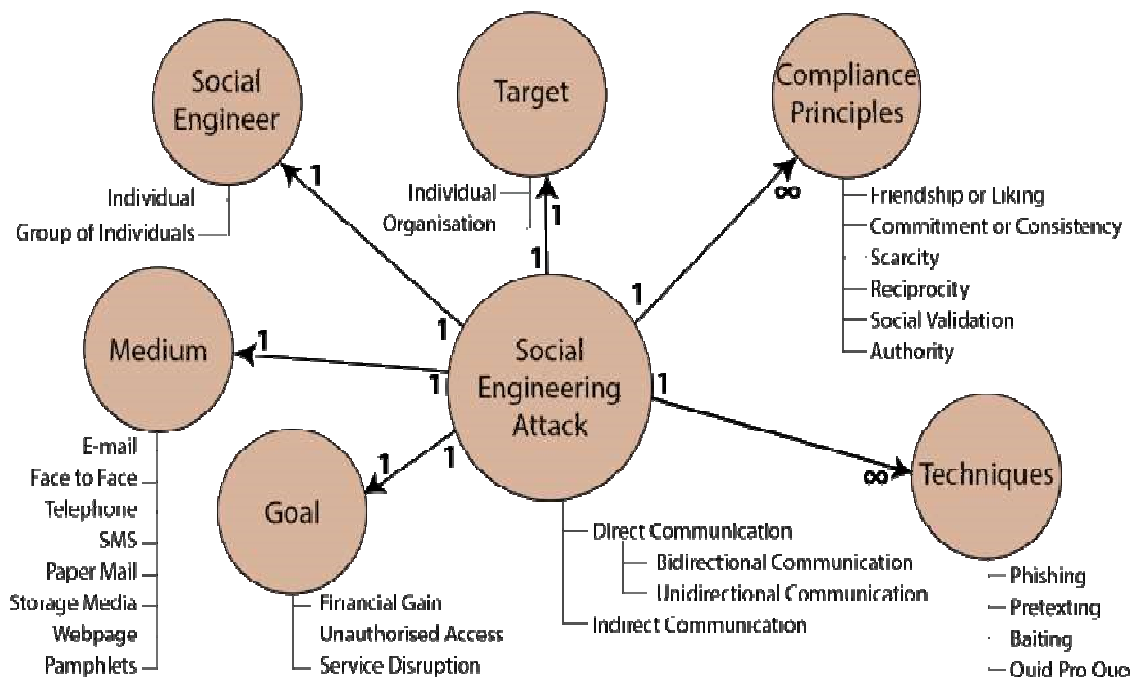 Social
Engineer
1
Individual
Group of Individuals
Target
Individual
Organisation
1
1
Compliance
Principles
∞
1
Friendship or Liking
Commitment or Consistency
Scarcity
Reciprocity
Social Validation
Authority
Medium
1
1
1
E-mail
Face to Face
Telephone
SMS
Paper Mail
Storage Media
Webpage
Pamphlets
Social
Engineering
Attack
Direct Communication
Bidirectional Communication
Unidirectional Communication
Indirect Communication
Goal
1
1
Financial Gain
Unauthorised Access
Service Disruption
1
∞
Techniques
Phishing
Pretexting
Baiting
Quid Pro Quo